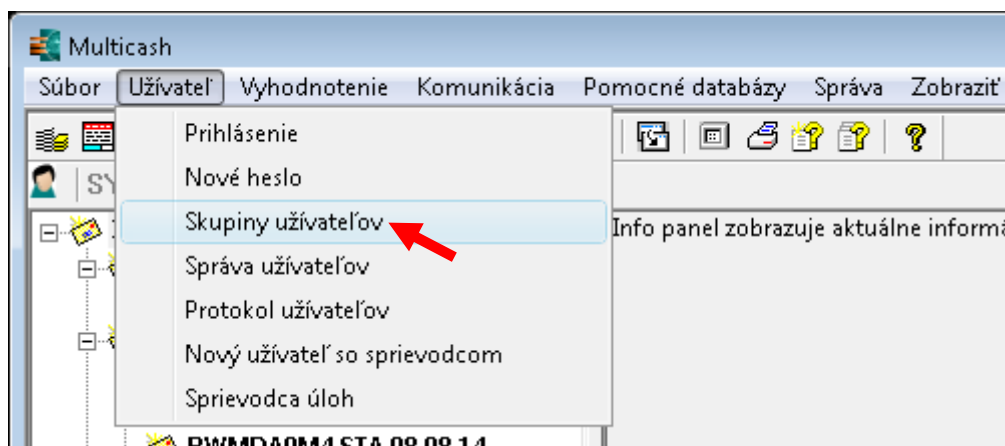 Multicash
Súbor Užívateľ Vyhodnotenie Komunikácia Pomocné databázy Správa Zobraziť
Prihlásenie
Nové heslo
SY
Skupiny užívateľov
Info panel zobrazuje aktuálne informá
Správa užívateľov
Protokol užívateľov
Nový užívateľ so sprievodcom
Sprievodca úloh